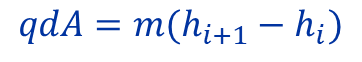 qdA = m(h_{i+1} − h_i)